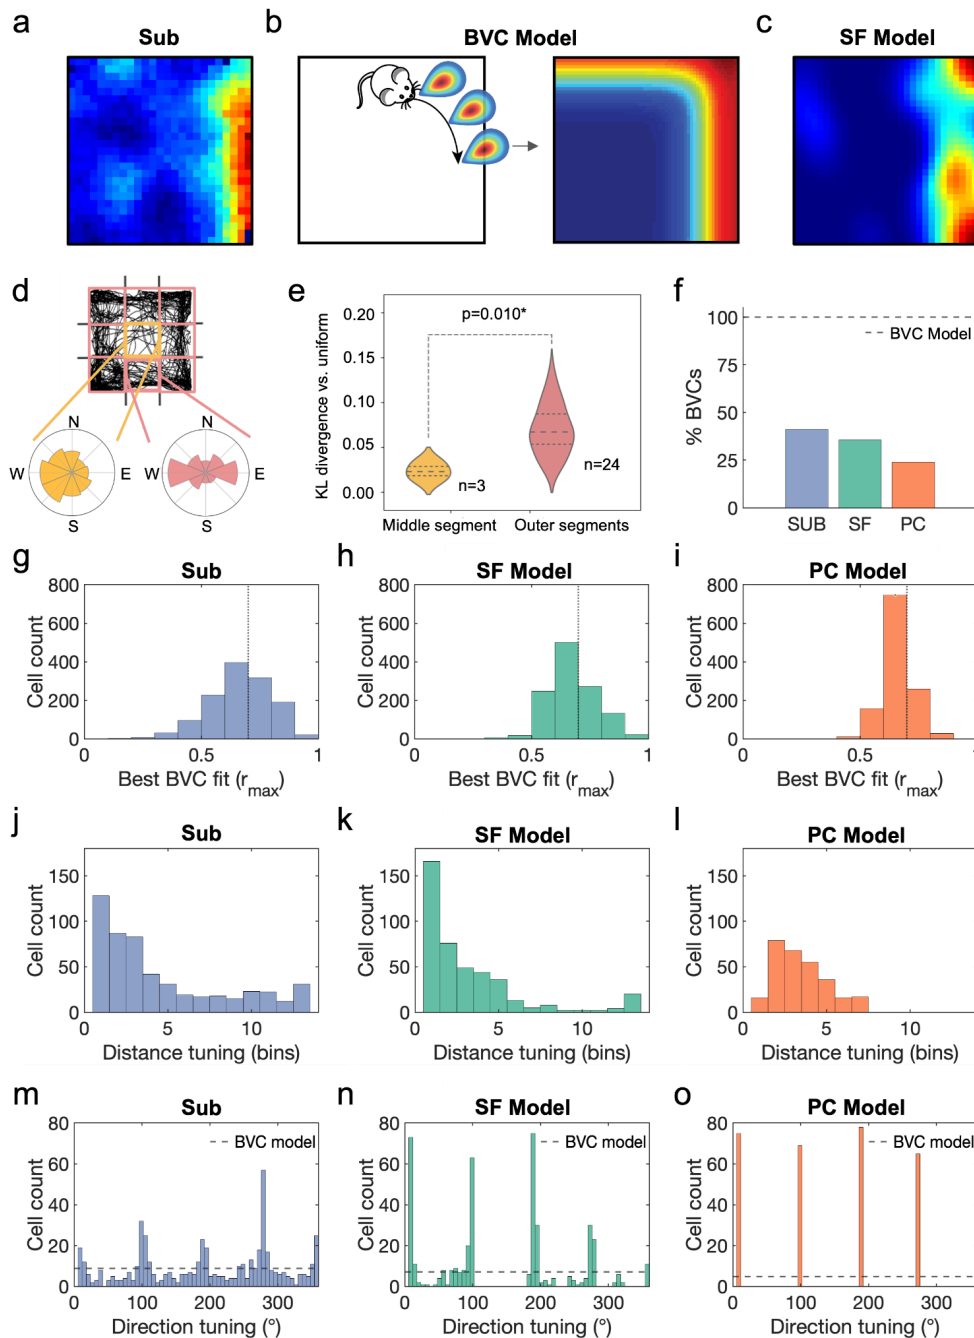 a
Sub
b
BVC Model
c
SF Model
d
N
W
E
S
N
W
E
S
e
KL divergence vs. uniform
0.20
0.15
0.10
0.05
0.00
p=0.010*
n=3
n=24
Middle segment
Outer segments
f
% BVCs
100
75
50
25
0
BVC Model
SUB
SF
PC
g
Sub
Cell count
800
600
400
200
0
0
0.5
1
Best BVC fit (rmax)
h
SF Model
Cell count
800
600
400
200
0
0
0.5
1
Best BVC fit (rmax)
i
PC Model
Cell count
800
600
400
200
0
0
0.5
1
Best BVC fit (rmax)
j
Sub
Cell count
150
100
50
0
0
5
10
Distance tuning (bins)
k
SF Model
Cell count
150
100
50
0
0
5
10
Distance tuning (bins)
l
PC Model
Cell count
150
100
50
0
0
5
10
Distance tuning (bins)
m
Sub
Cell count
80
60
40
20
0
BVC model
0
100
200
300
Direction tuning (°)
n
SF Model
Cell count
80
60
40
20
0
BVC model
0
100
200
300
Direction tuning (°)
o
PC Model
Cell count
80
60
40
20
0
BVC model
0
100
200
300
Direction tuning (°)